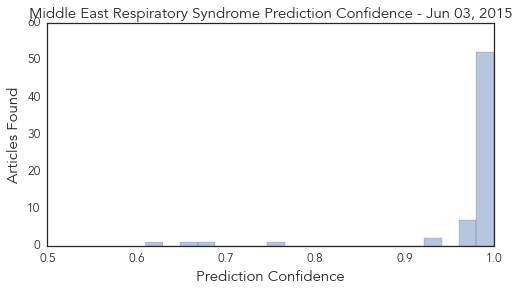 Middle East Respiratory Syndrome Prediction Confidence - Jun 03, 2015
60
50
40
30
20
10
0
Articles Found
0.5 0.6 0.7 0.8 0.9 1.0
Prediction Confidence